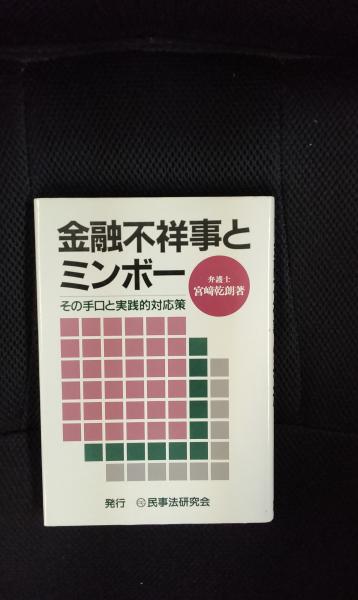 金融不祥事と
ミンボー
弁護士
宮﨑乾朗著
その手口と実践的対応策
発行 民事法研究会